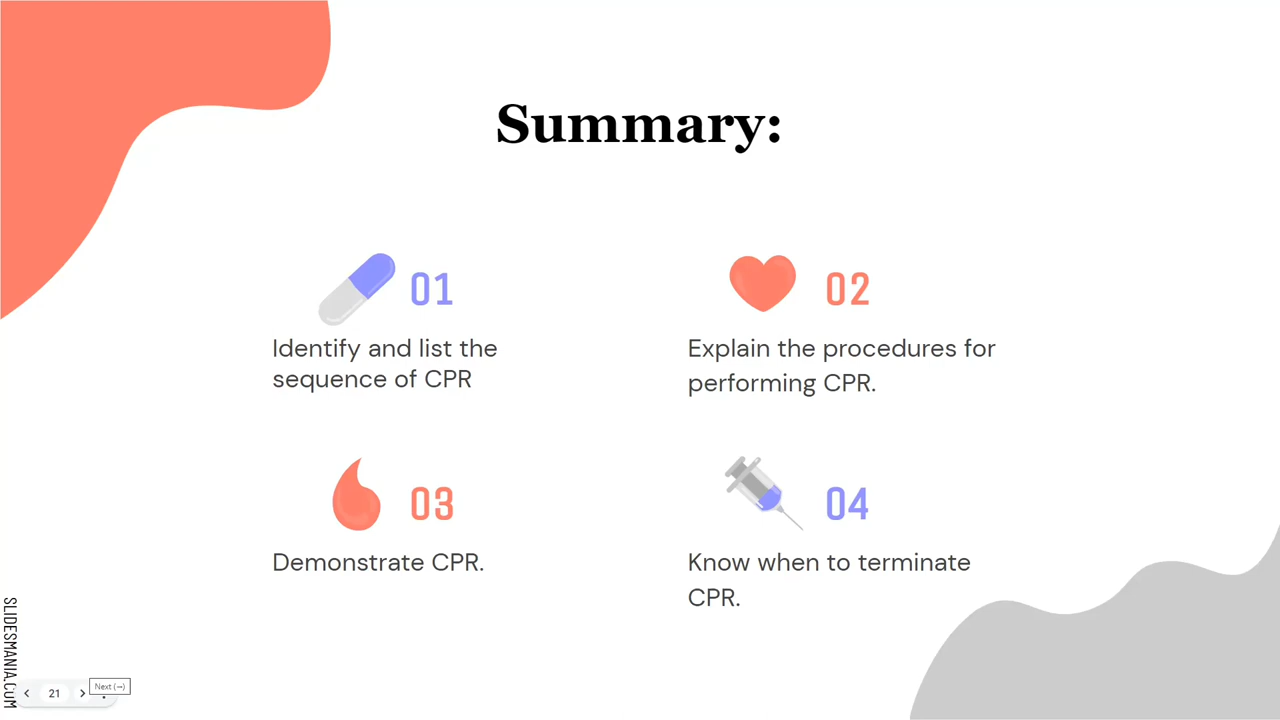 Summary:
01
Identify and list the
sequence of CPR
02
Explain the procedures for
performing CPR.
03
Demonstrate CPR.
04
Know when to terminate
CPR.
SLIDESMANIA.COM
21
Next (→)